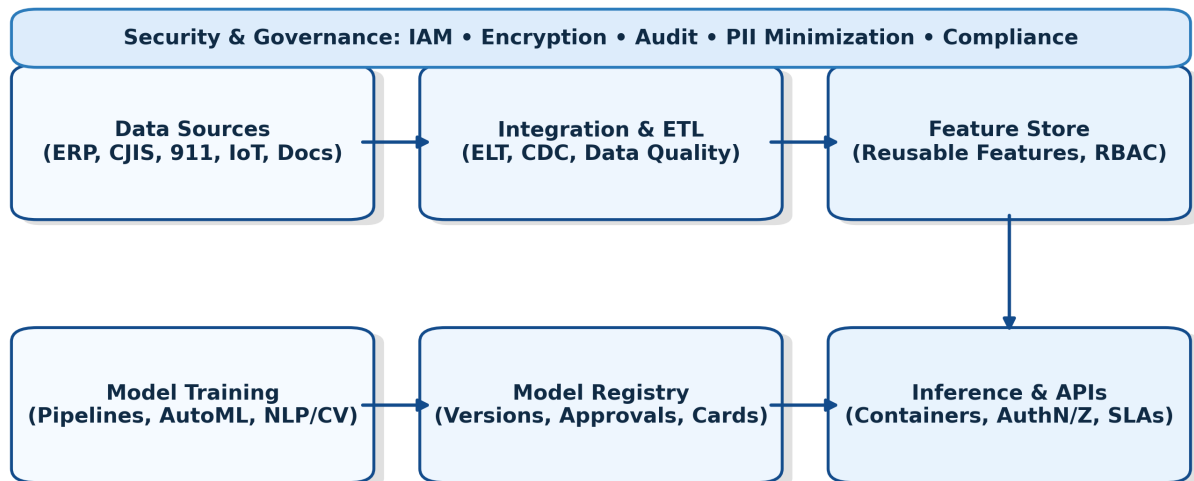 Security & Governance: IAM • Encryption • Audit • PII Minimization • Compliance
Data Sources
(ERP, CJIS, 911, IoT, Docs)
Integration & ETL
(ELT, CDC, Data Quality)
Feature Store
(Reusable Features, RBAC)
Model Training
(Pipelines, AutoML, NLP/CV)
Model Registry
(Versions, Approvals, Cards)
Inference & APIs
(Containers, AuthN/Z, SLAs)